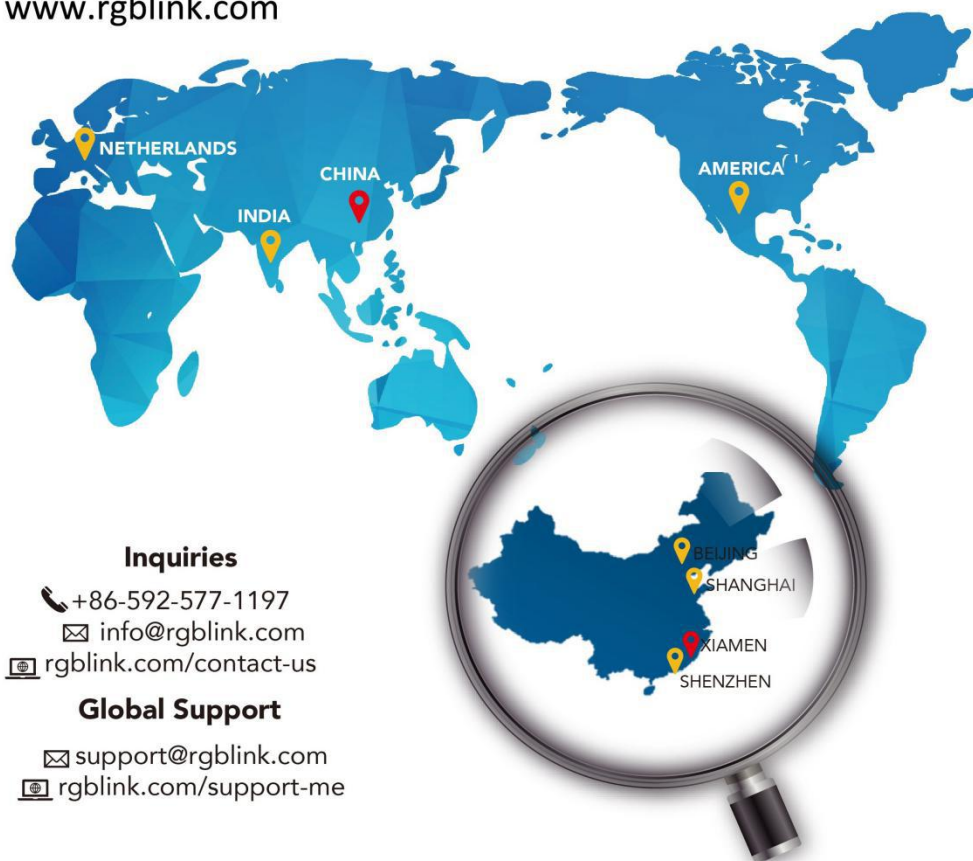 www.rgblink.com
NETHERLANDS
CHINA
INDIA
AMERICA
BEIJING
SHANGHAI
XIAMEN
SHENZHEN
Inquiries
+86-592-577-1197
info@rgblink.com
rgblink.com/contact-us
Global Support
support@rgblink.com
rgblink.com/support-me